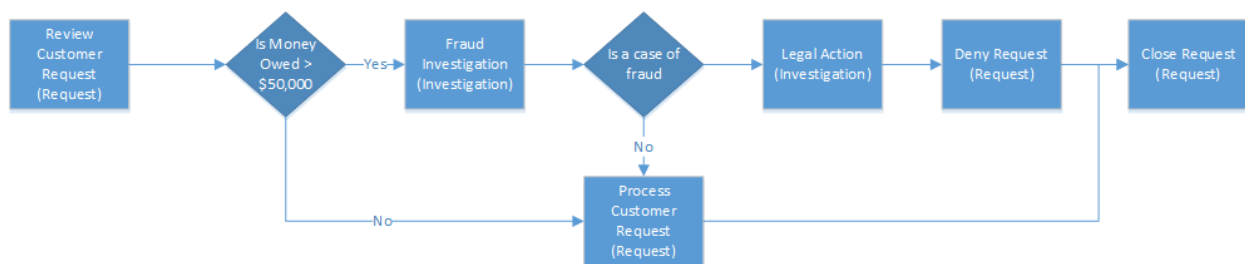 Review
Customer
Request
(Request)
Is Money
Owed >
$50,000
Yes
Fraud
Investigation
(Investigation)
Is a case of
fraud
Legal Action
(Investigation)
Deny Request
(Request)
Close Request
(Request)
No
No
Process
Customer
Request
(Request)